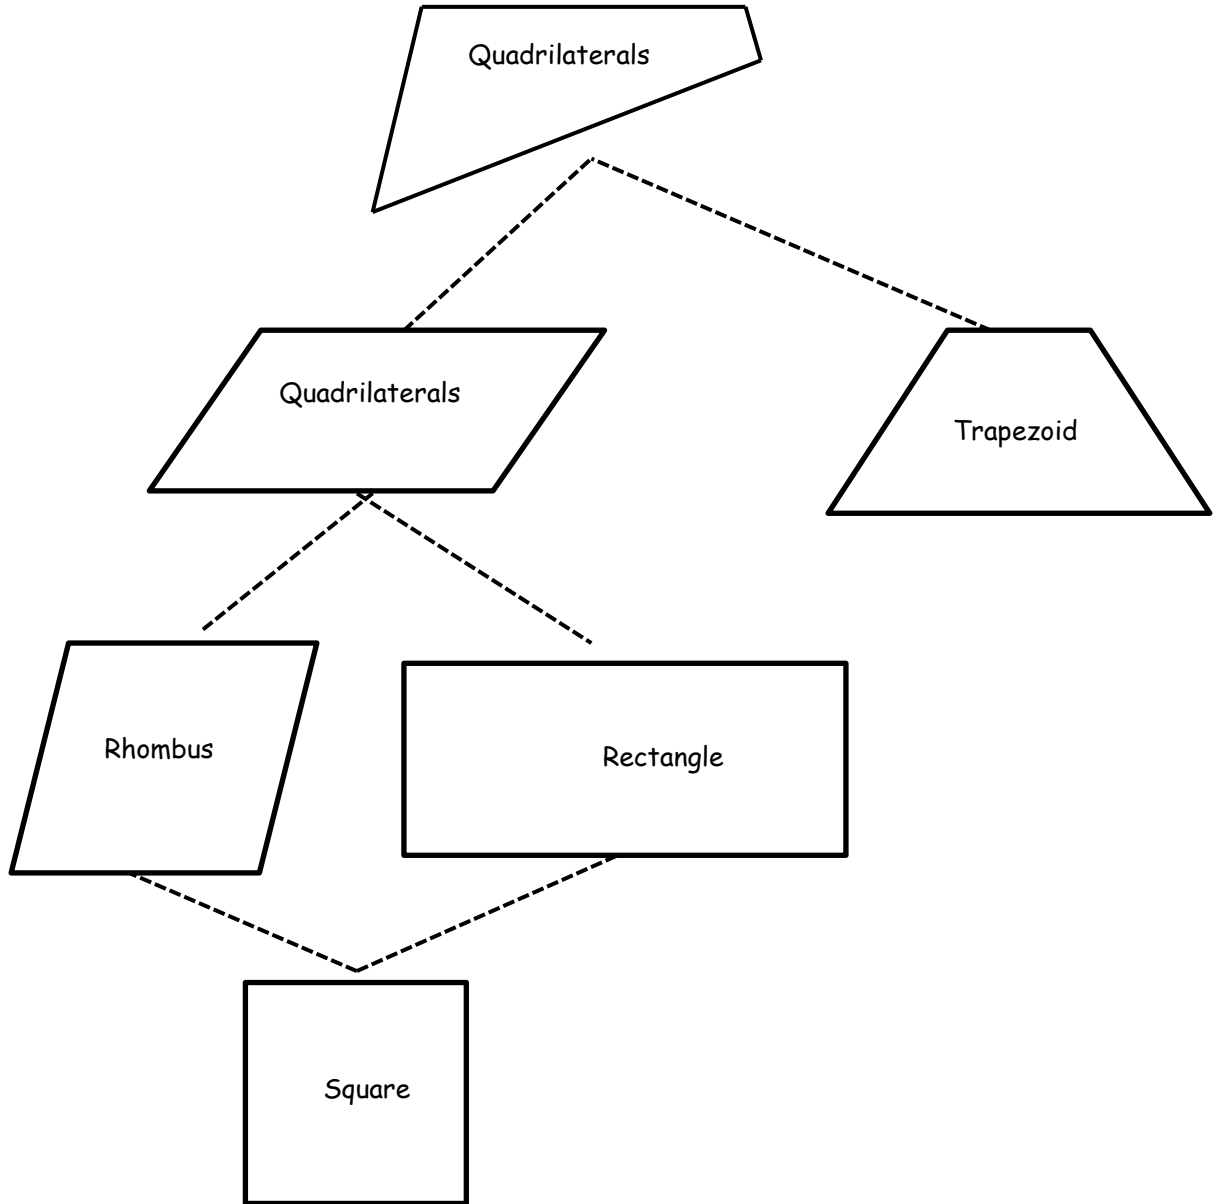 Quadrilaterals
Quadrilaterals
Trapezoid
Rhombus
Rectangle
Square